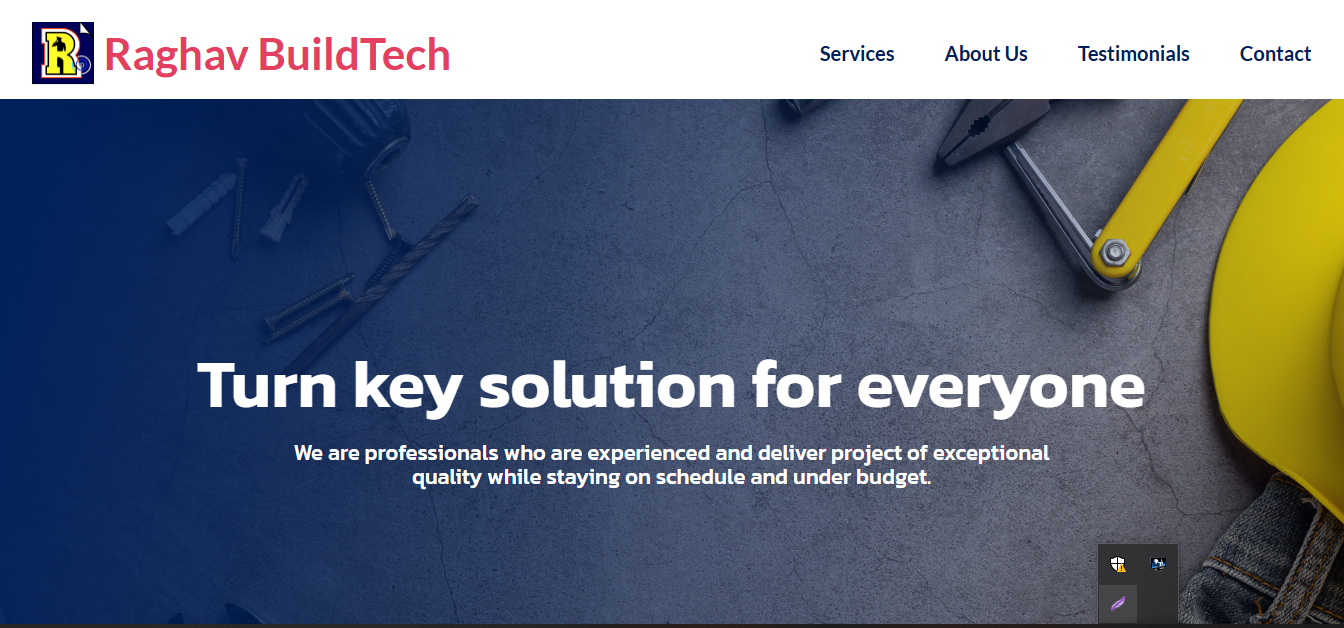 R
Raghav BuildTech
Services About Us Testimonials Contact
Turn key solution for everyone
We are professionals who are experienced and deliver project of exceptional
quality while staying on schedule and under budget.